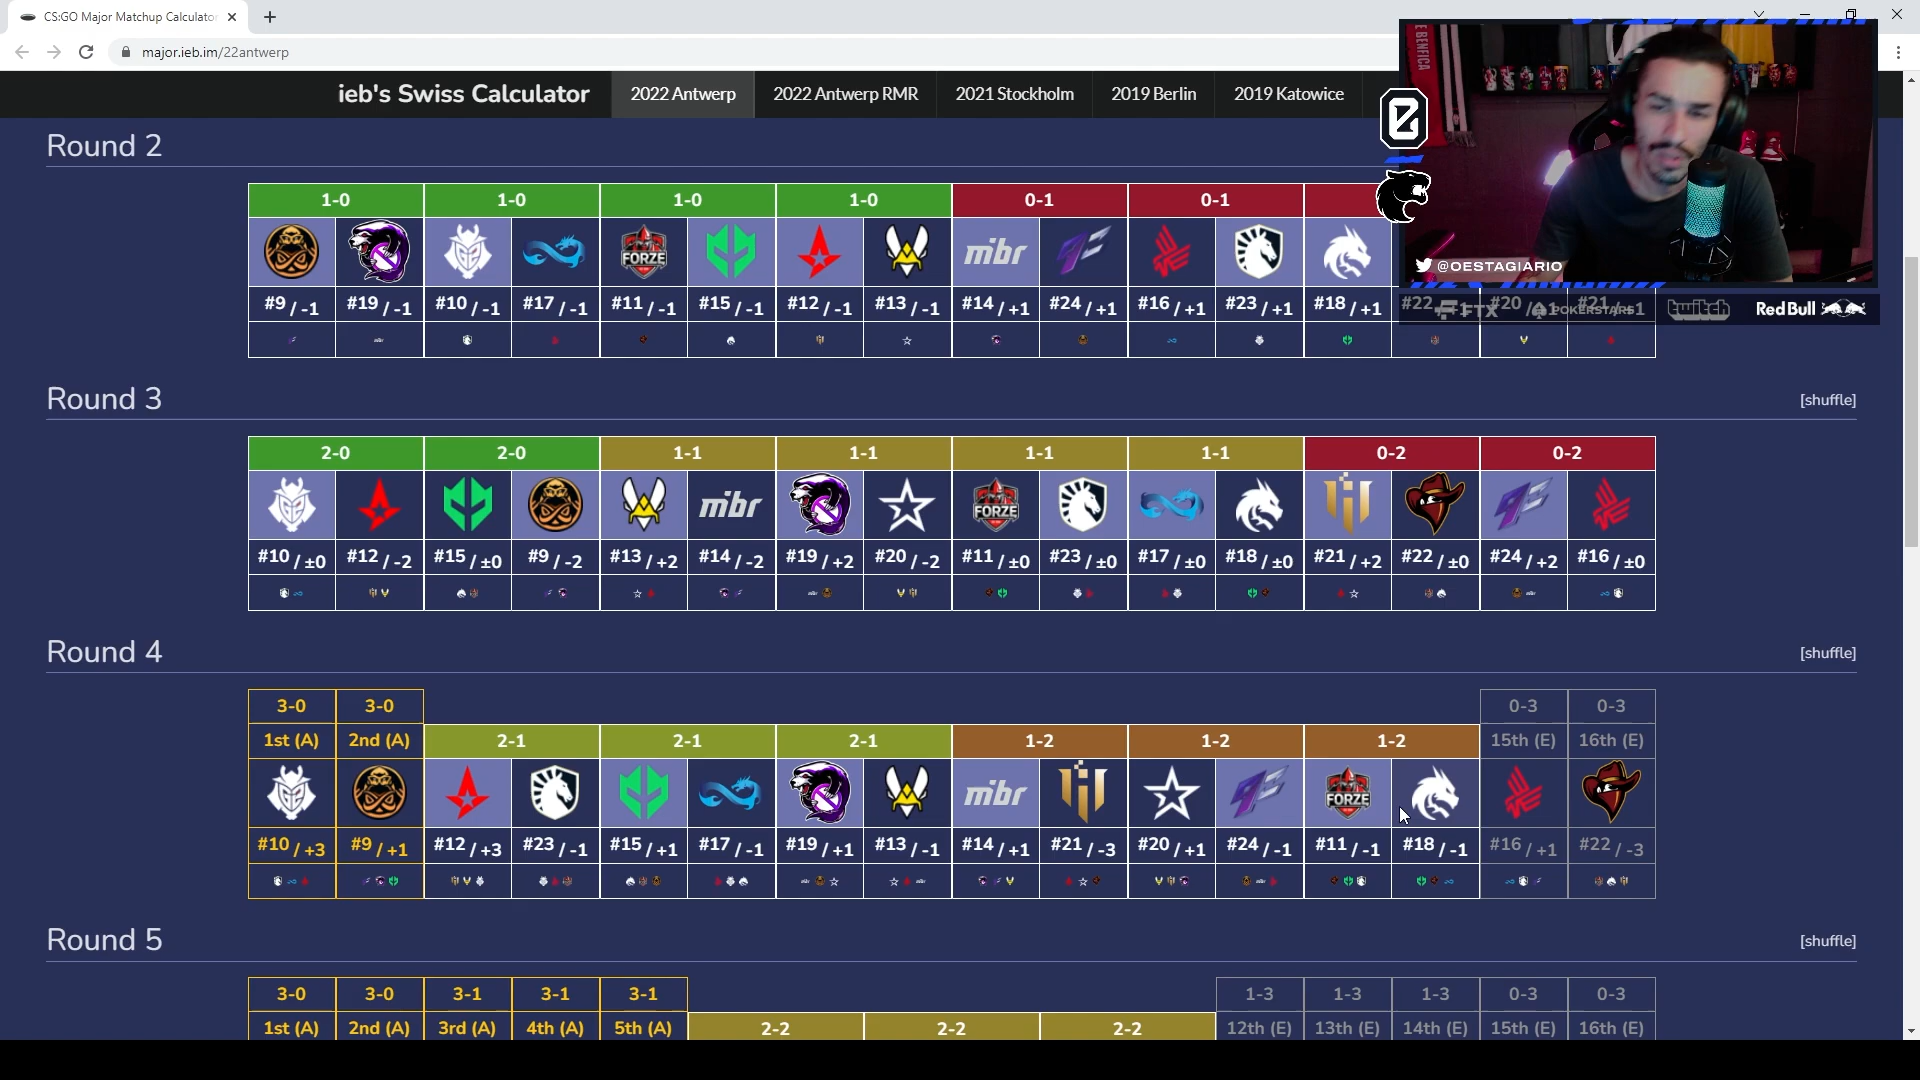 CS:GO Major Matchup Calculator
major.ieb.im/22antwerp
ieb's Swiss Calculator 2022 Antwerp 2022 Antwerp RMR 2021 Stockholm 2019 Berlin 2019 Katowice
E BENFICA
@OESTAGIARIO
FTX POKERSTARS twitch Red Bull
Round 2
1-0 1-0 1-0 1-0 0-1 0-1
FORZE mibr 9
#9 / -1 #19 / -1 #10 / -1 #17 / -1 #11 / -1 #15 / -1 #12 / -1 #13 / -1 #14 / +1 #24 / +1 #16 / +1 #23 / +1 #18 / +1 #22 #20 #21
Round 3 [shuffle]
2-0 2-0 1-1 1-1 1-1 1-1 0-2 0-2
mibr FORZE
#10 / ±0 #12 / -2 #15 / ±0 #9 / -2 #13 / +2 #14 / -2 #19 / +2 #20 / -2 #11 / ±0 #23 / ±0 #17 / ±0 #18 / ±0 #21 / +2 #22 / ±0 #24 / +2 #16 / ±0
Round 4 [shuffle]
3-0 3-0 0-3 0-3
1st (A) 2nd (A) 2-1 2-1 2-1 1-2 1-2 1-2 15th (E) 16th (E)
mibr FORZE
#10 / +3 #9 / +1 #12 / +3 #23 / -1 #15 / +1 #17 / -1 #19 / +1 #13 / -1 #14 / +1 #21 / -3 #20 / +1 #24 / -1 #11 / -1 #18 / -1 #16 / +1 #22 / -3
Round 5 [shuffle]
3-0 3-0 3-1 3-1 3-1 1-3 1-3 1-3 0-3 0-3
1st (A) 2nd (A) 3rd (A) 4th (A) 5th (A) 2-2 2-2 2-2 12th (E) 13th (E) 14th (E) 15th (E) 16th (E)